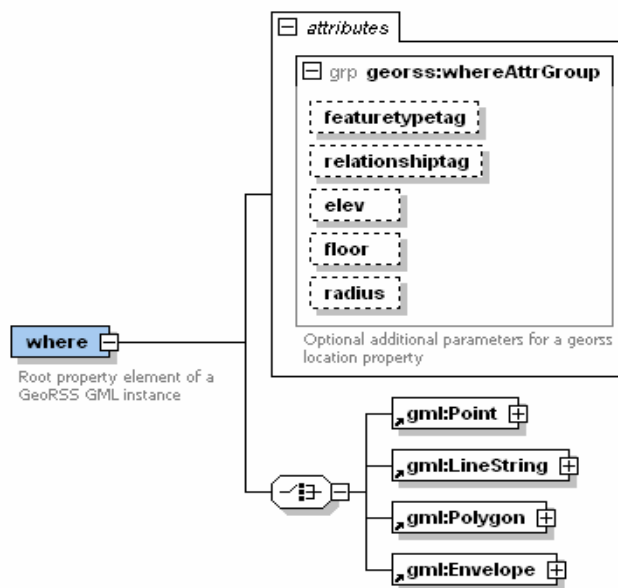 attributes
grp georss:whereAttrGroup
featuretypetag
relationshiptag
elev
floor
radius
Optional additional parameters for a georss
location property
where
Root property element of a
GeoRSS GML instance
gml:Point
gml:LineString
gml:Polygon
gml:Envelope